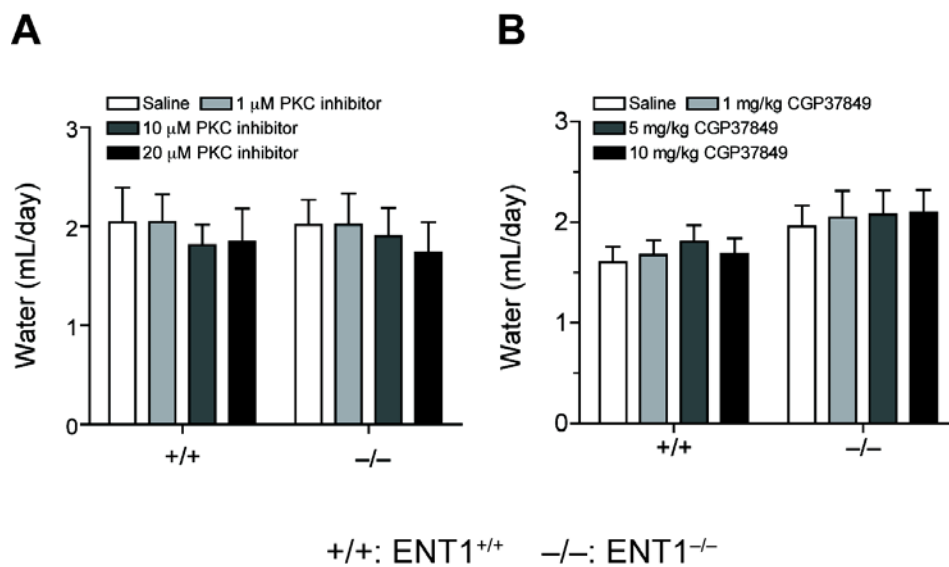 A
Saline 1 μM PKC inhibitor
10 μM PKC inhibitor
20 μM PKC inhibitor
3
2
1
0
Water (mL/day)
+/+ –/–
B
Saline 1 mg/kg CGP37849
5 mg/kg CGP37849
10 mg/kg CGP37849
3
2
1
0
Water (mL/day)
+/+ –/–
+/+: ENT1+/+ –/–: ENT1–/–